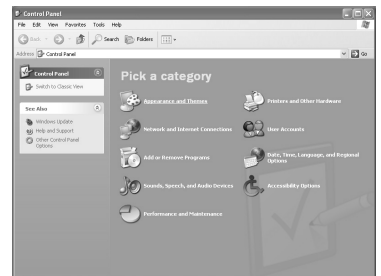 Control Panel
File Edit View Favorites Tools Help
Back Search Folders
Address Control Panel Go
Control Panel
Switch to Classic View
See Also
Windows Update
Help and Support
Other Control Panel
Options
Pick a category
Appearance and Themes
Printers and Other Hardware
Network and Internet Connections
User Accounts
Add or Remove Programs
Date, Time, Language, and Regional
Options
Sounds, Speech, and Audio Devices
Accessibility Options
Performance and Maintenance